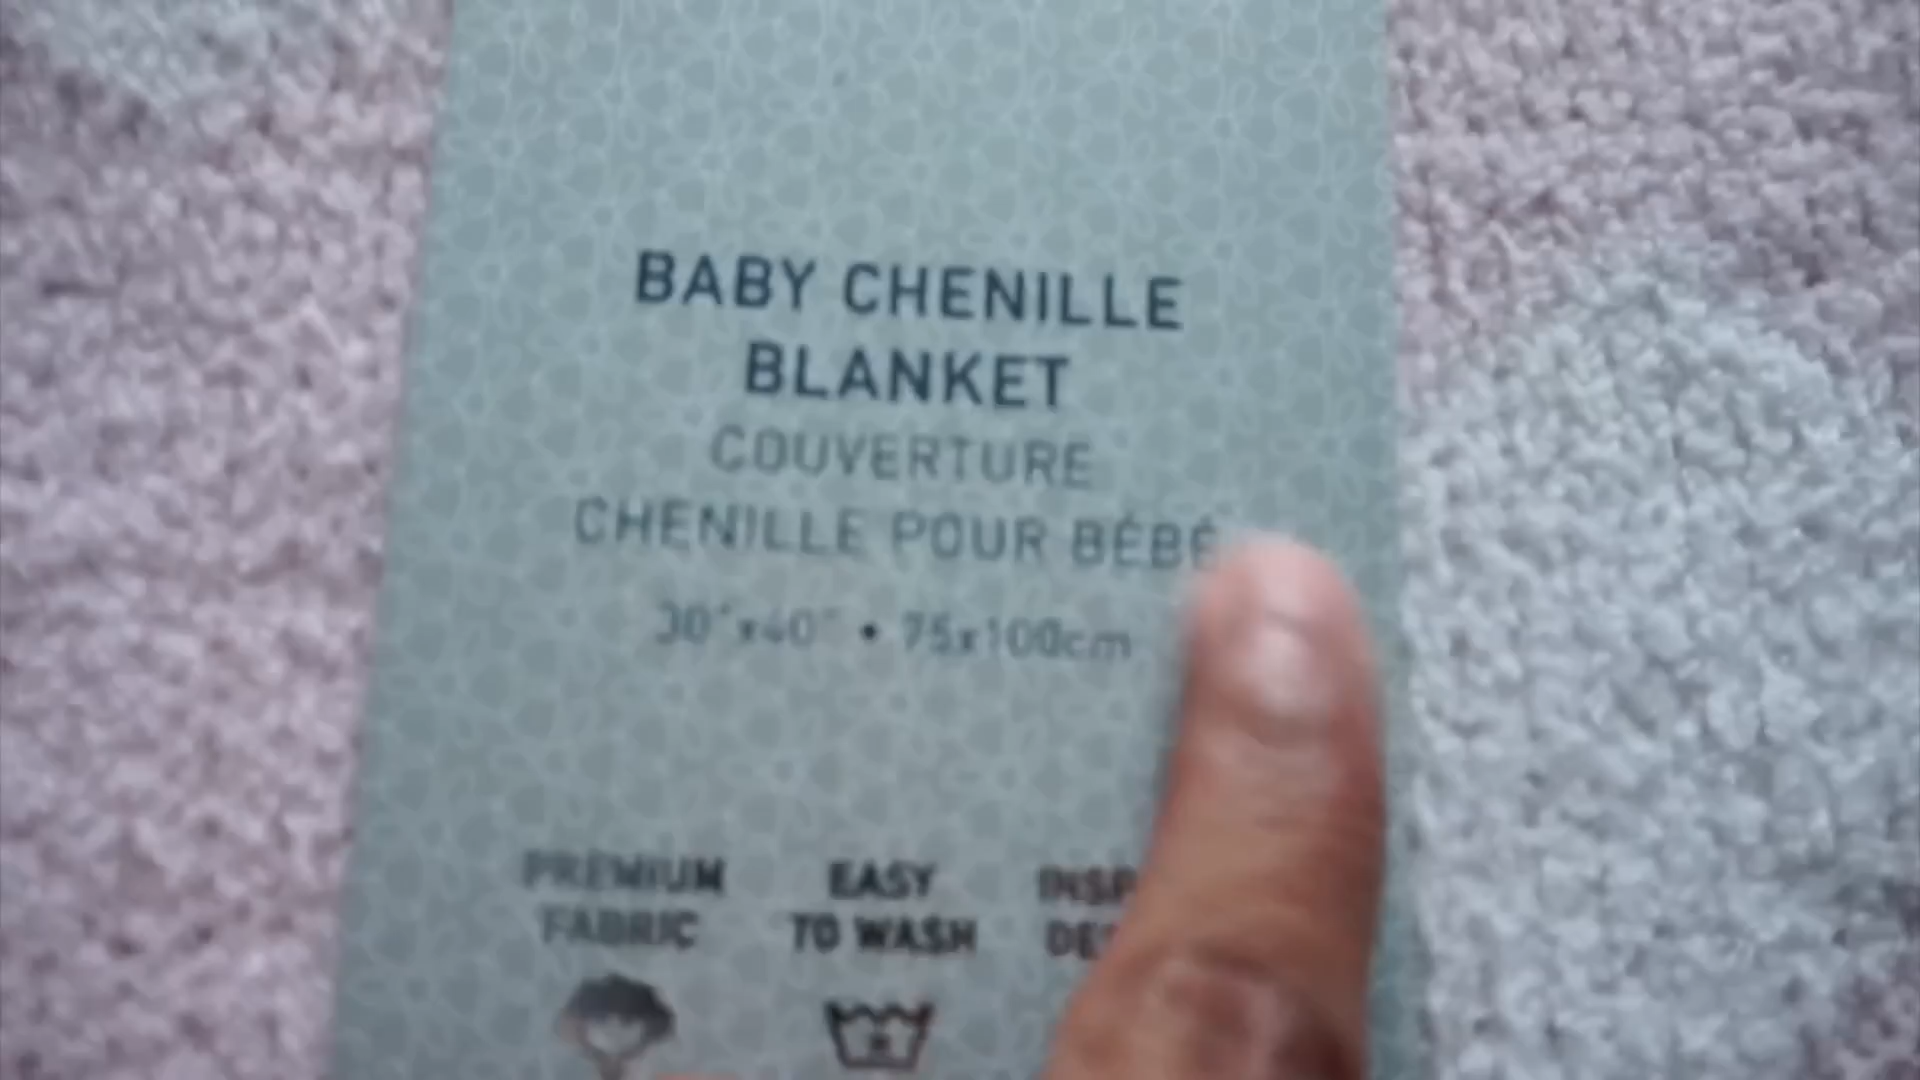 BABY CHENILLE
BLANKET
COUVERTURE
CHENILLE POUR BÉBÉ
30"x40" • 75x100cm
PREMIUM
FABRIC
EASY
TO WASH